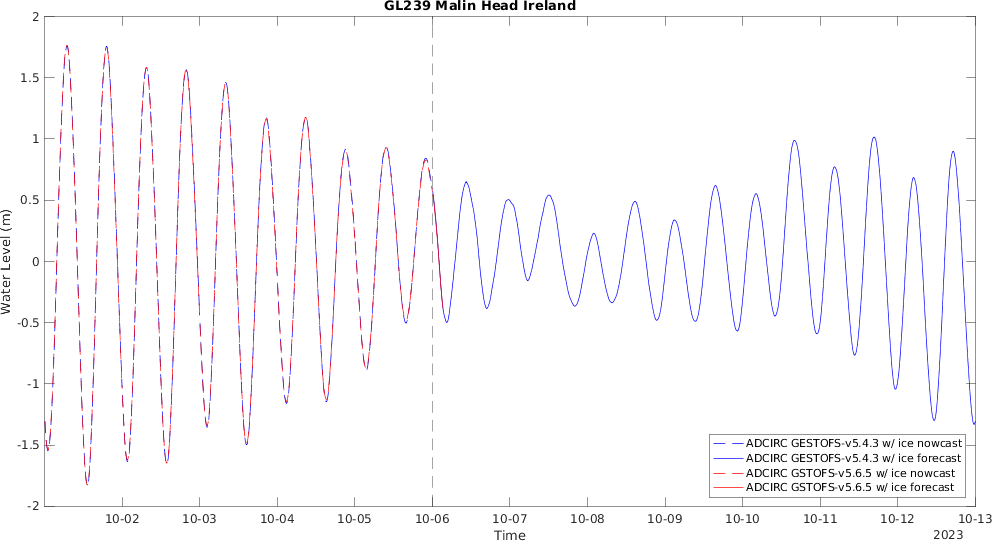 GL239 Malin Head Ireland
Water Level (m)
2
1.5
1
0.5
0
-0.5
-1
-1.5
-2
10-02 10-03 10-04 10-05 10-06 10-07 10-08 10-09 10-10 10-11 10-12 10-13
Time
2023
ADCIRC GESTOFS-v5.4.3 w/ ice nowcast
ADCIRC GESTOFS-v5.4.3 w/ ice forecast
ADCIRC GSTOFS-v5.6.5 w/ ice nowcast
ADCIRC GSTOFS-v5.6.5 w/ ice forecast